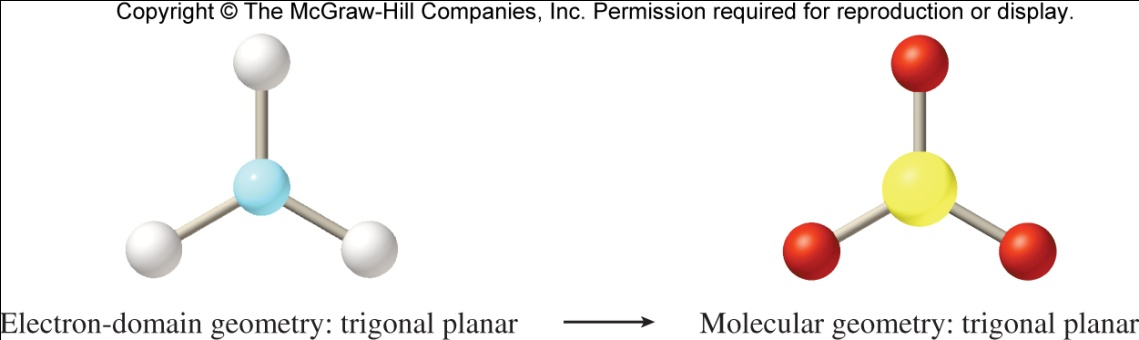 Copyright © The McGraw-Hill Companies, Inc. Permission required for reproduction or display.
Electron-domain geometry: trigonal planar
Molecular geometry: trigonal planar